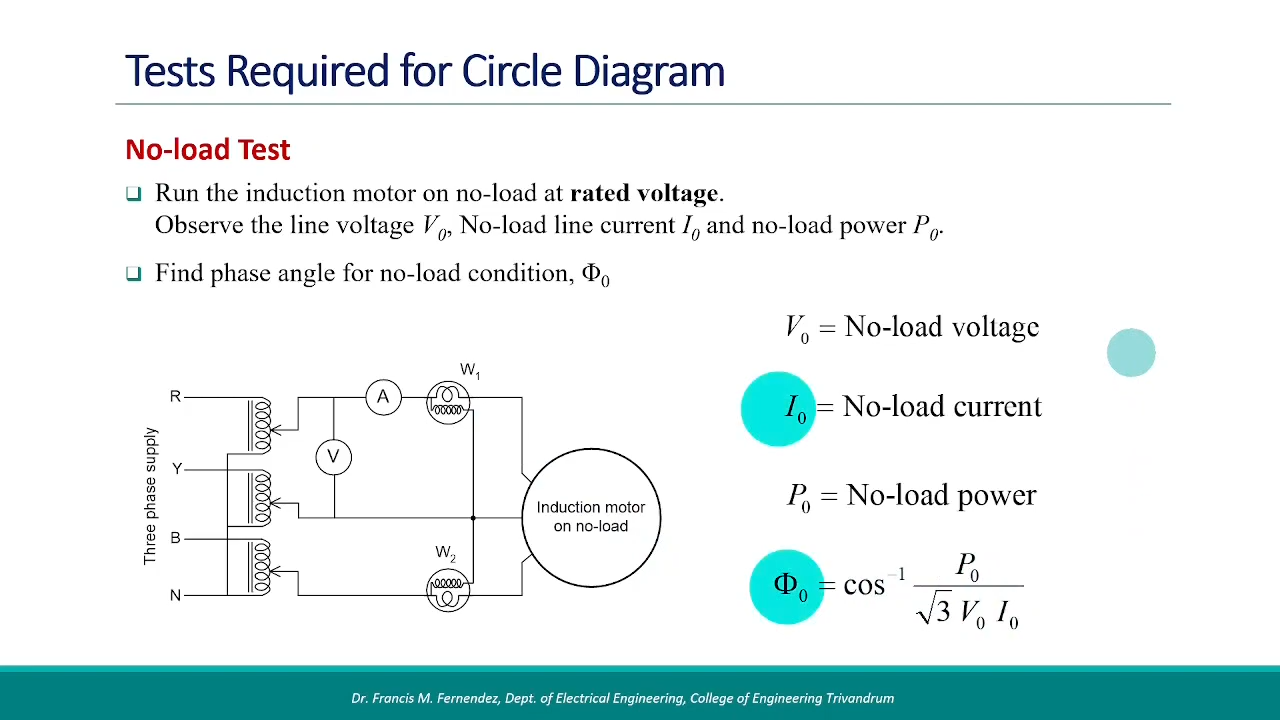 Tests Required for Circle Diagram
No-load Test
❑ Run the induction motor on no-load at rated voltage.
Observe the line voltage V₀, No-load line current I₀ and no-load power P₀.
❑ Find phase angle for no-load condition, Φ₀
V₀ = No-load voltage
I₀ = No-load current
P₀ = No-load power
Φ₀ = cos⁻¹ P₀ / √3 V₀ I₀
Three phase supply
R
Y
B
N
A
V
W₁
W₂
Induction motor
on no-load
Dr. Francis M. Fernendez, Dept. of Electrical Engineering, College of Engineering Trivandrum